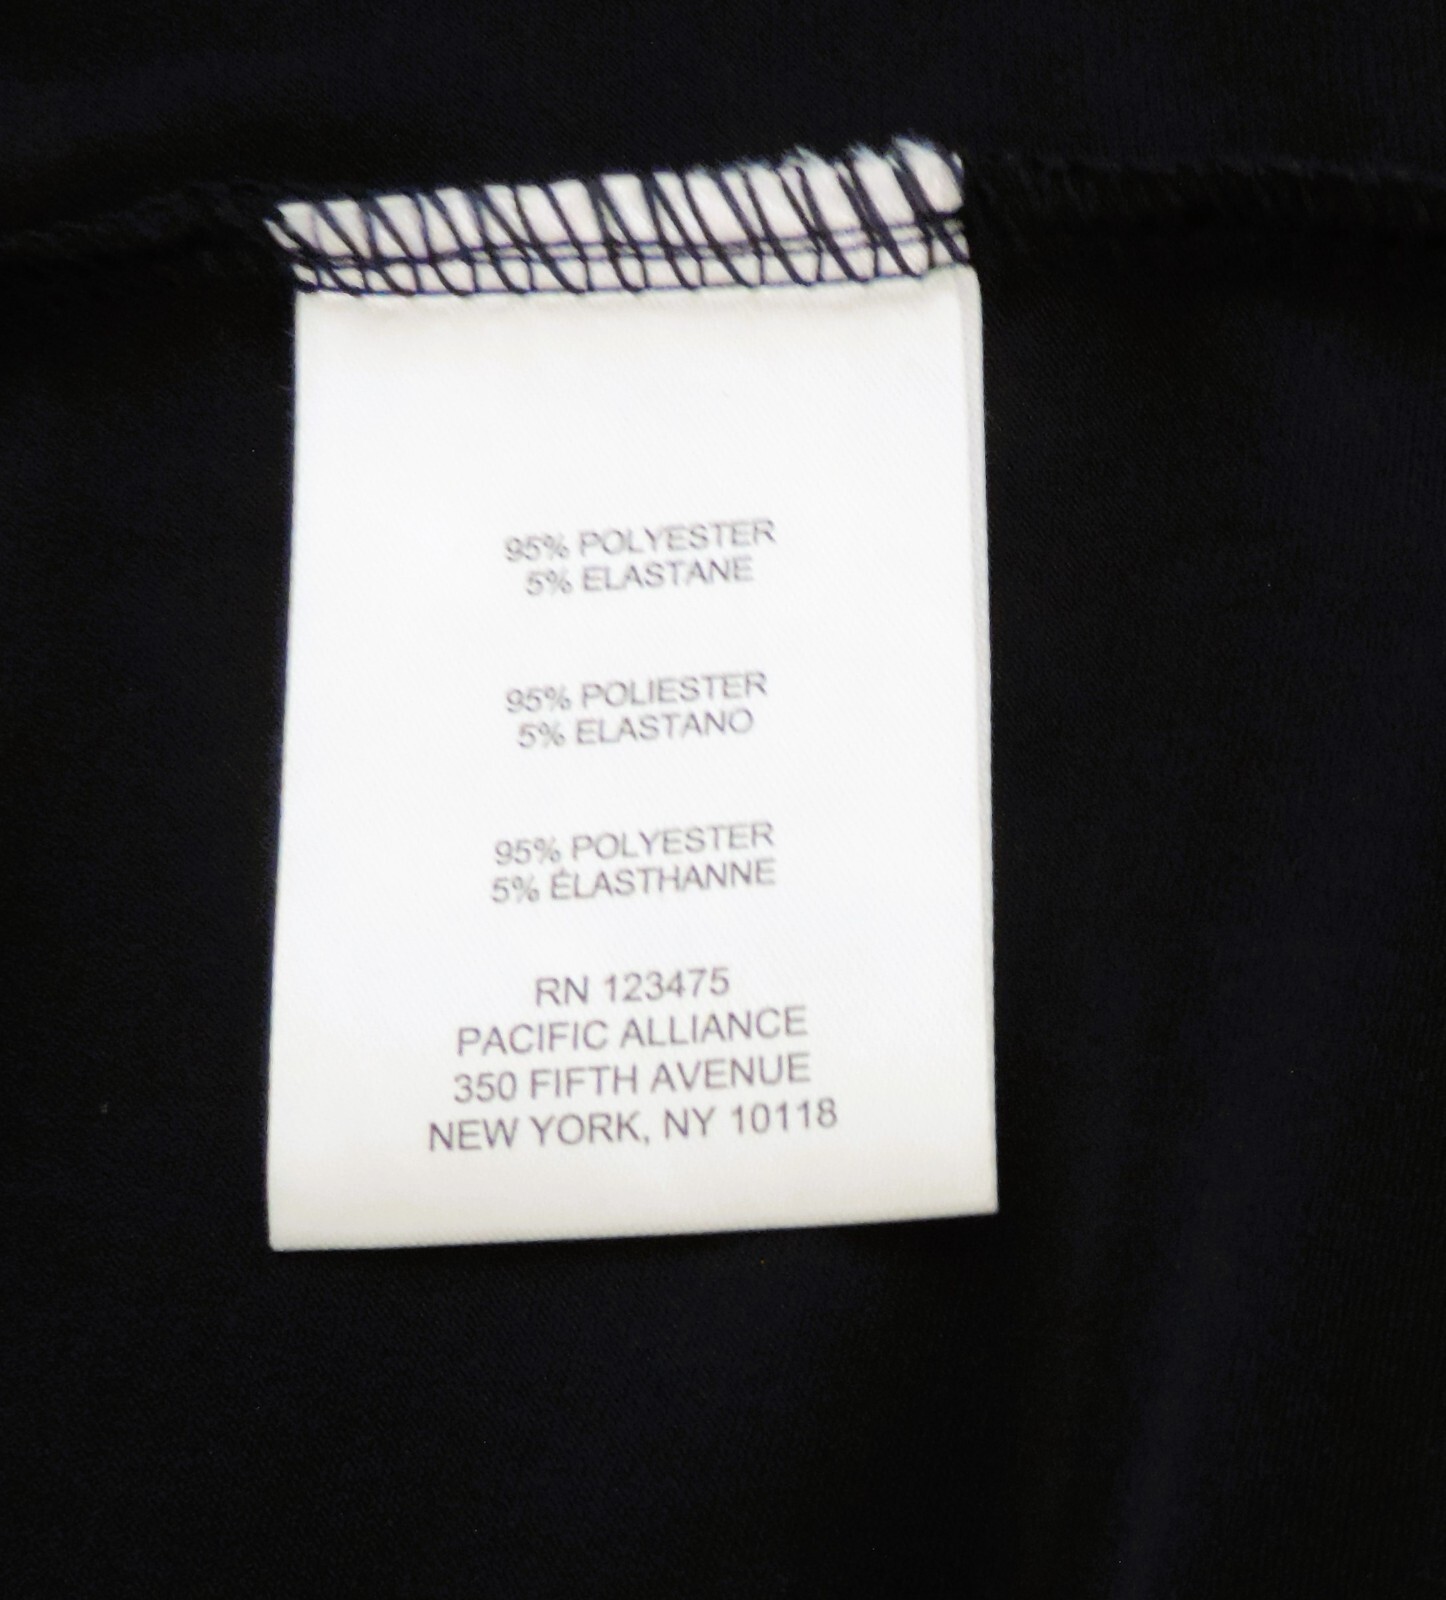 95% POLYESTER
5% ELASTANE
95% POLIESTER
5% ELASTANO
95% POLYESTER
5% ÉLASTHANNE
RN 123475
PACIFIC ALLIANCE
350 FIFTH AVENUE
NEW YORK, NY 10118